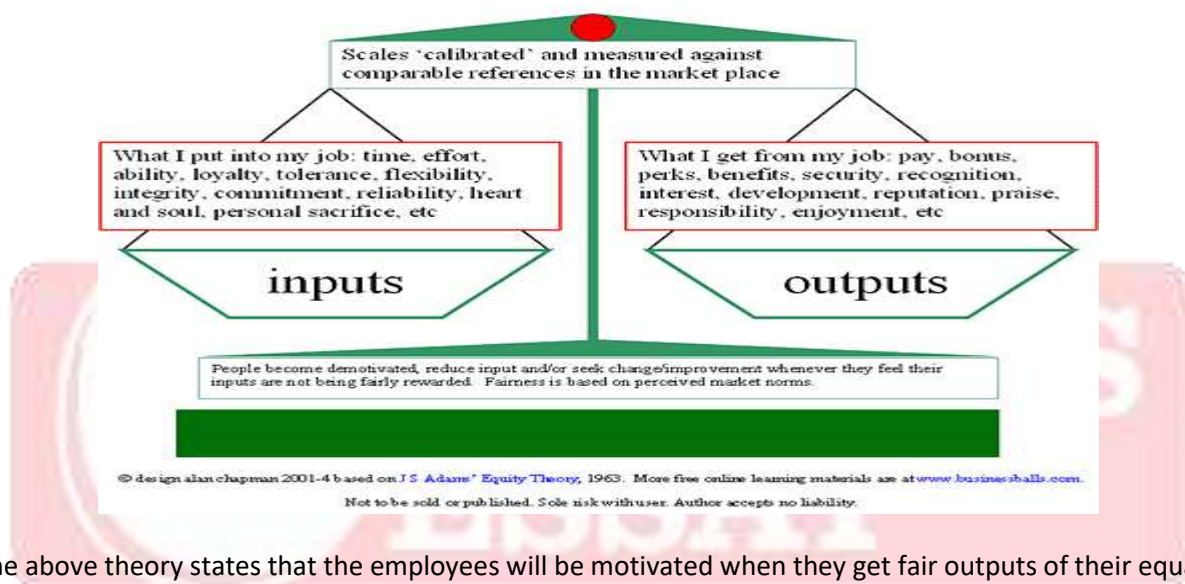 Scales ‘calibrated’ and measured against
comparable references in the market place
What I put into my job: time, effort,
ability, loyalty, tolerance, flexibility,
integrity, commitment, reliability, heart
and soul, personal sacrifice, etc
What I get from my job: pay, bonus,
perks, benefits, security, recognition,
interest, development, reputation, praise,
responsibility, enjoyment, etc
inputs
outputs
People become demotivated, reduce input and/or seek change/improvement whenever they feel their
inputs are not being fairly rewarded. Fairness is based on perceived market norms.
© design alan chapman 2001-4 based on J S Adams' Equity Theory, 1963. More free online learning materials are at www.businessballs.com.
Not to be sold or published. Sole risk with user. Author accepts no liability.
ESSAY
above theory states that the employees will be motivated when they get fair outputs of their